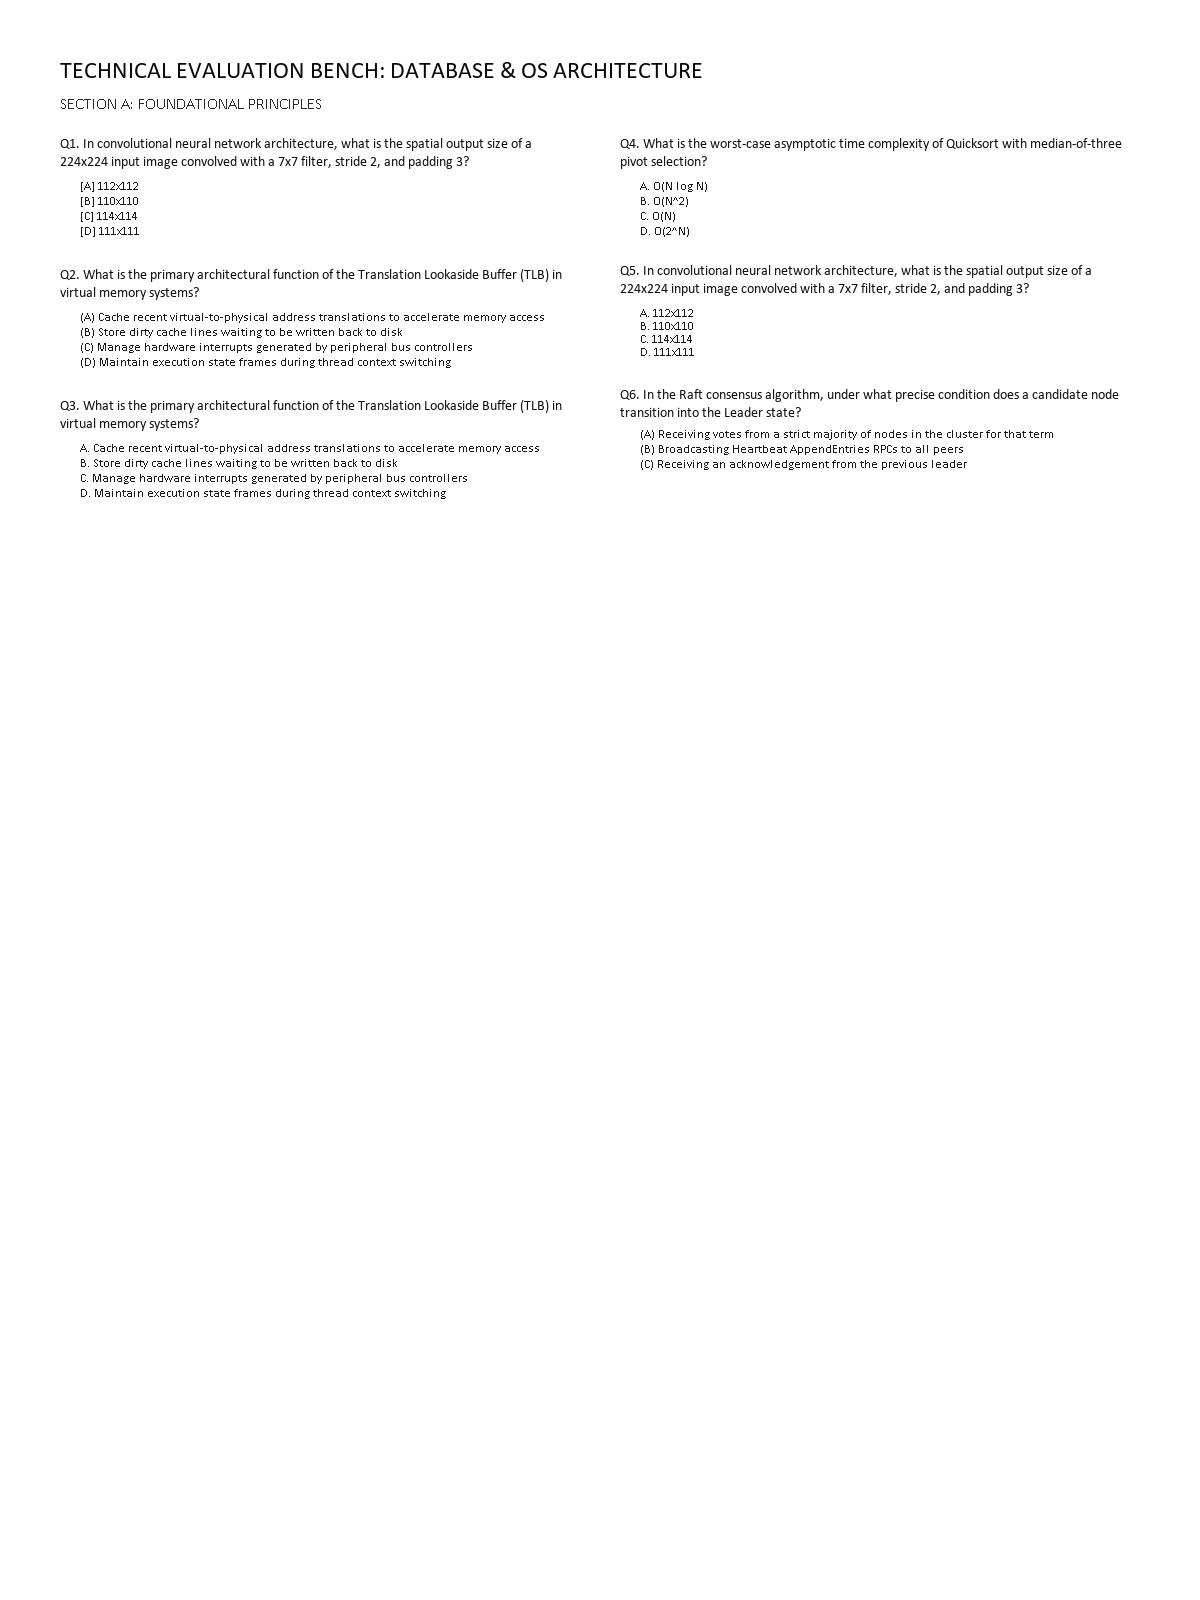 TECHNICAL EVALUATION BENCH: DATABASE & OS ARCHITECTURE
SECTION A: FOUNDATIONAL PRINCIPLES
Q1. In convolutional neural network architecture, what is the spatial output size of a
224x224 input image convolved with a 7x7 filter, stride 2, and padding 3?
[A] 112x112
[B] 110x110
[C] 114x114
[D] 111x111
Q2. What is the primary architectural function of the Translation Lookaside Buffer (TLB) in
virtual memory systems?
(A) Cache recent virtual-to-physical address translations to accelerate memory access
(B) Store dirty cache lines waiting to be written back to disk
(C) Manage hardware interrupts generated by peripheral bus controllers
(D) Maintain execution state frames during thread context switching
Q3. What is the primary architectural function of the Translation Lookaside Buffer (TLB) in
virtual memory systems?
A. Cache recent virtual-to-physical address translations to accelerate memory access
B. Store dirty cache lines waiting to be written back to disk
C. Manage hardware interrupts generated by peripheral bus controllers
D. Maintain execution state frames during thread context switching
Q4. What is the worst-case asymptotic time complexity of Quicksort with median-of-three
pivot selection?
A. O(N log N)
B. O(N^2)
C. O(N)
D. O(2^N)
Q5. In convolutional neural network architecture, what is the spatial output size of a
224x224 input image convolved with a 7x7 filter, stride 2, and padding 3?
A. 112x112
B. 110x110
C. 114x114
D. 111x111
Q6. In the Raft consensus algorithm, under what precise condition does a candidate node
transition into the Leader state?
(A) Receiving votes from a strict majority of nodes in the cluster for that term
(B) Broadcasting Heartbeat AppendEntries RPCs to all peers
(C) Receiving an acknowledgement from the previous leader